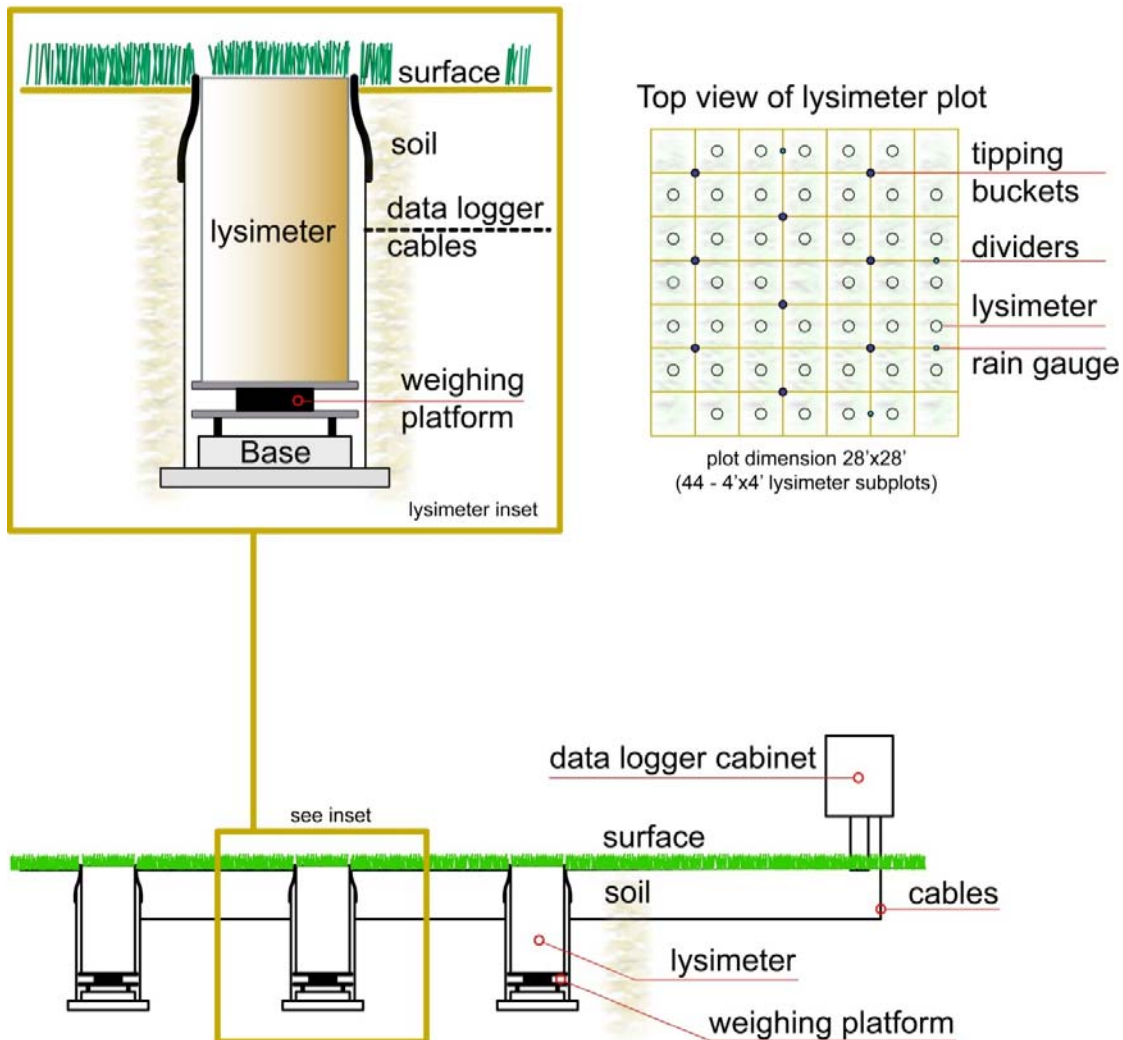 surface
soil
data logger
cables
lysimeter
weighing
platform
Base
lysimeter inset
Top view of lysimeter plot
tipping
buckets
dividers
lysimeter
rain gauge
plot dimension 28'x28'
(44 - 4'x4' lysimeter subplots)
see inset
data logger cabinet
surface
soil
cables
lysimeter
weighing platform